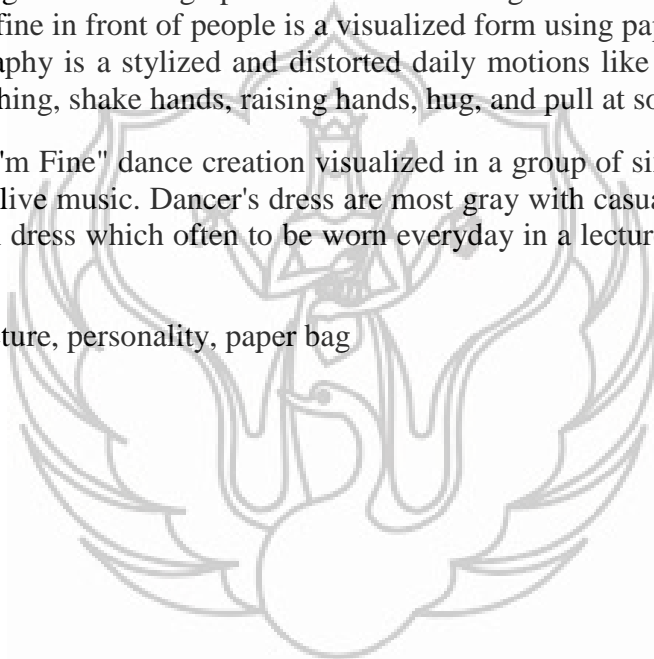 fine in front of people is a visualized form using pap
aphy is a stylized and distorted daily motions like
hing, shake hands, raising hands, hug, and pull at so
'm Fine" dance creation visualized in a group of si
live music. Dancer's dress are most gray with casua
dress which often to be worn everyday in a lectur
ture, personality, paper bag